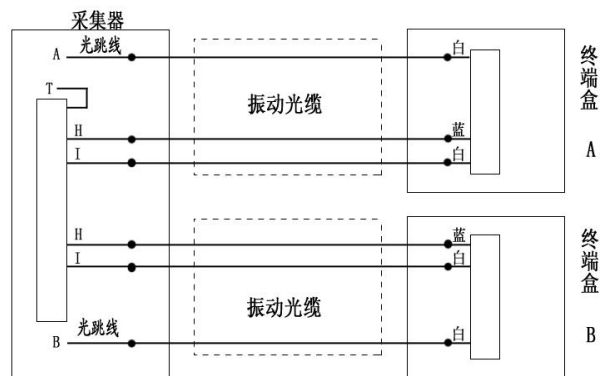 采集器
A 光跳线 白
T
振动光缆
H 蓝
I 白
终端盒 A
H 蓝
I 白
振动光缆
B 光跳线 白
终端盒 B